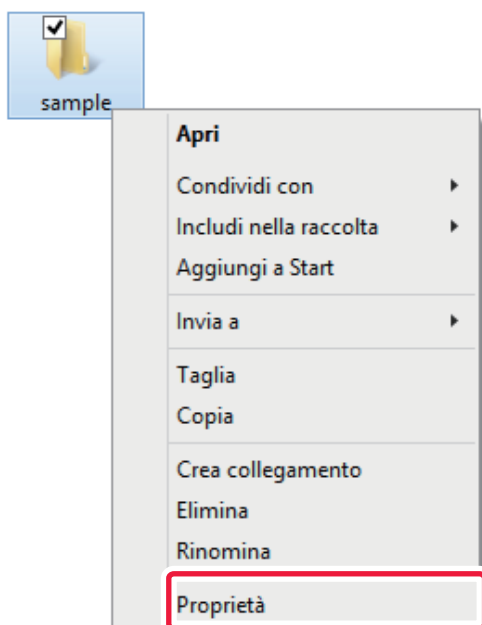 sample
Apri
Condividi con
Includi nella raccolta
Aggiungi a Start
Invia a
Taglia
Copia
Crea collegamento
Elimina
Rinomina
Proprietà